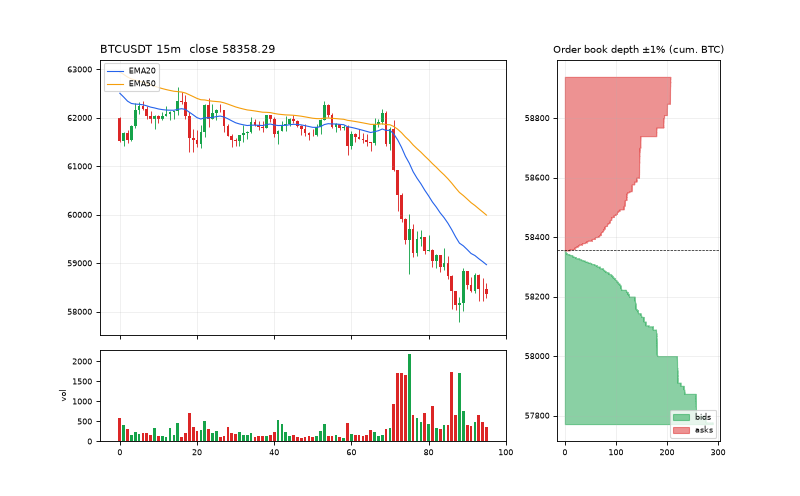 BTCUSDT 15m  close 58358.29
EMA20
EMA50
63000
62000
61000
60000
59000
58000
vol
2000
1500
1000
500
0
0 20 40 60 80 100
Order book depth ±1% (cum. BTC)
58800
58600
58400
58200
58000
57800
bids
asks
0 100 200 300